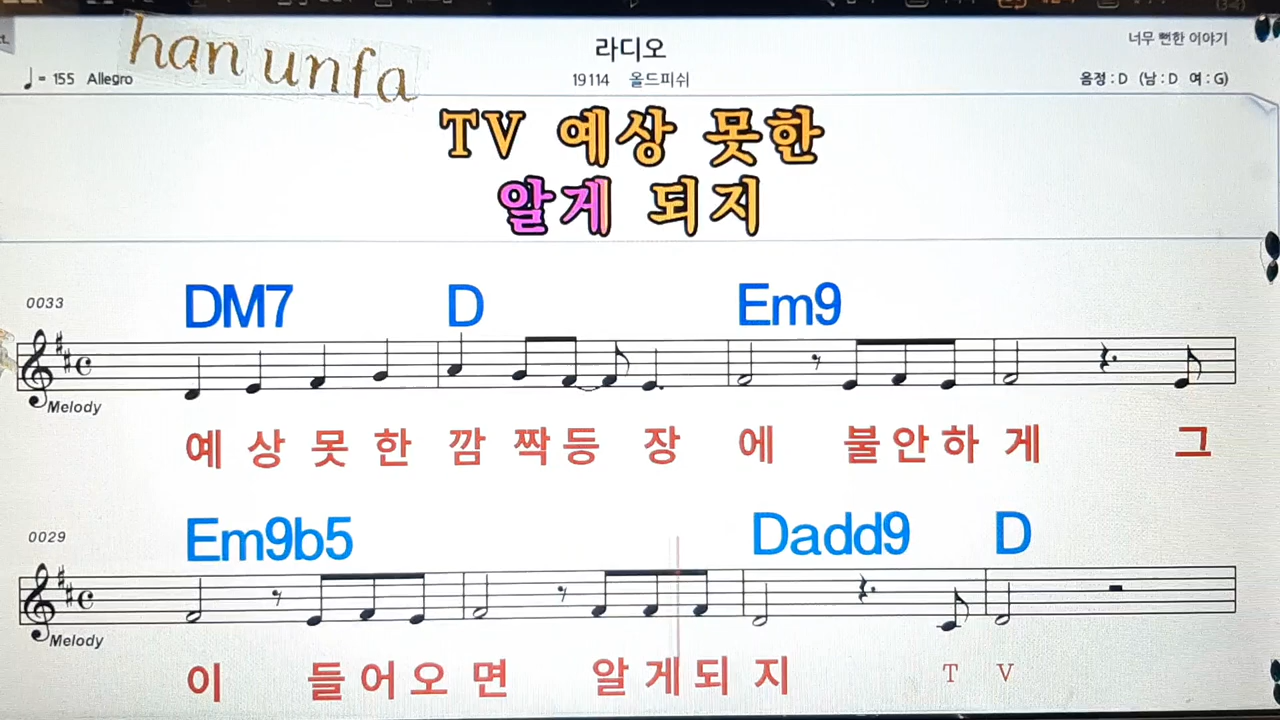 han unfa
라디오
너무 뻔한 이야기
♩= 155 Allegro
19114 올드피쉬
음정 : D (남 : D 여 : G)
TV 예상 못한
알게 되지
0033
DM7 D Em9
Melody
예 상 못 한 깜 짝 등 장 에 불 안 하 게 그
0029
Em9b5 Dadd9 D
Melody
이 들 어 오 면 알 게 되 지 T V